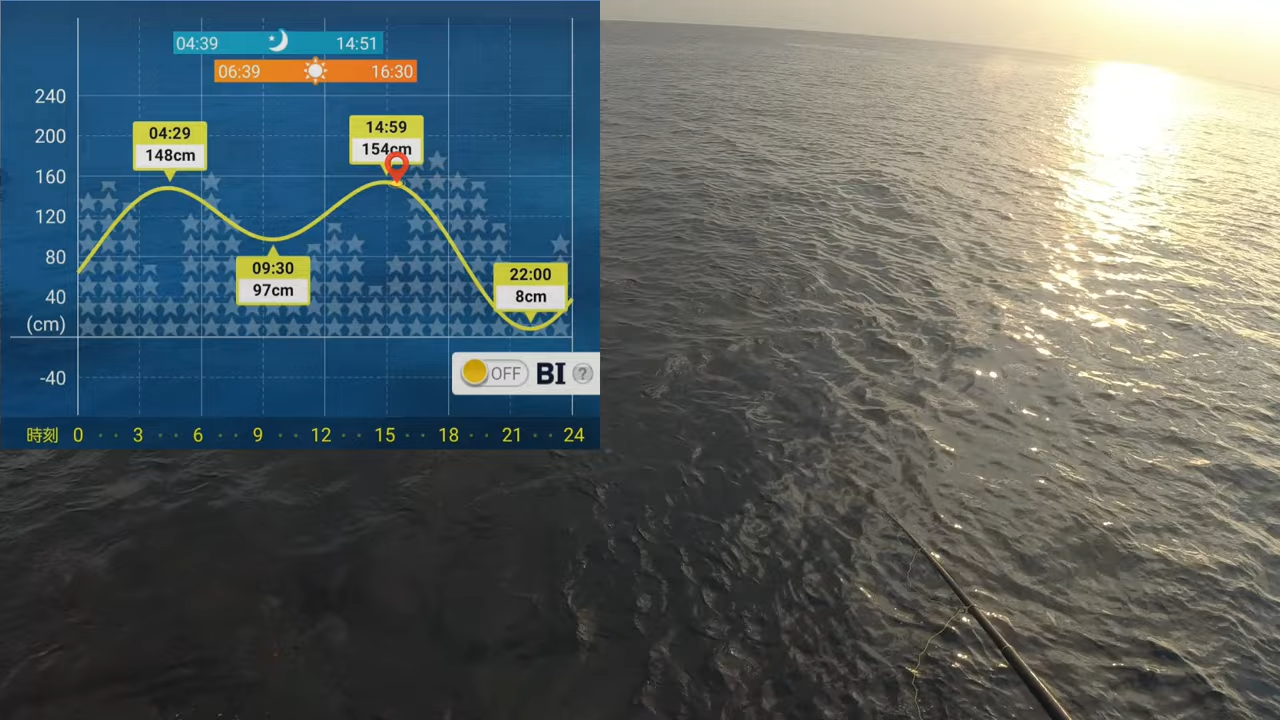 04:39 14:51
06:39 16:30
240
200
160
120
80
40
(cm)
-40
04:29
148cm
14:59
154cm
09:30
97cm
22:00
8cm
OFF BI ?
時刻 0 3 6 9 12 15 18 21 24